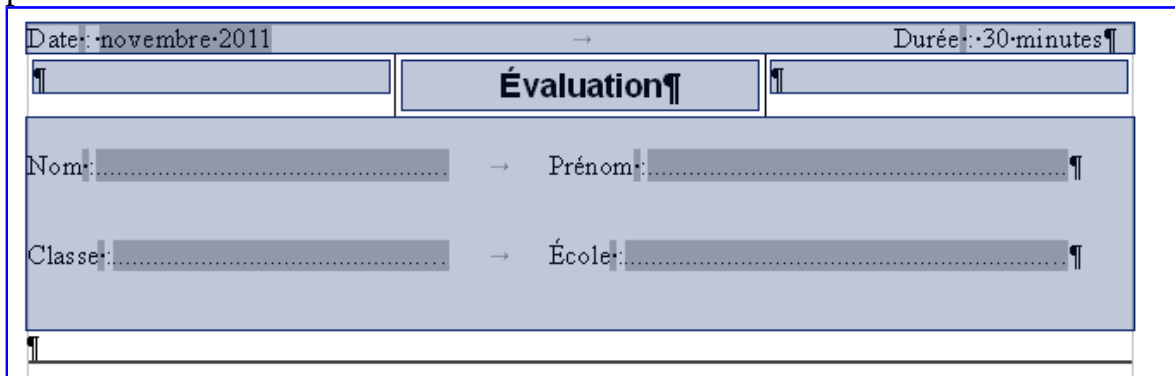 Date : novembre 2011 → Durée : 30 minutes¶
¶ Évaluation¶ ¶
Nom :.................................................... → Prénom :..............................................................¶
Classe :................................................. → École :.................................................................¶
¶